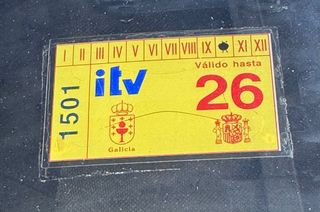 I II III IV V VI VII VIII IX XI XII
1501
itv
Válido hasta
26
Galicia